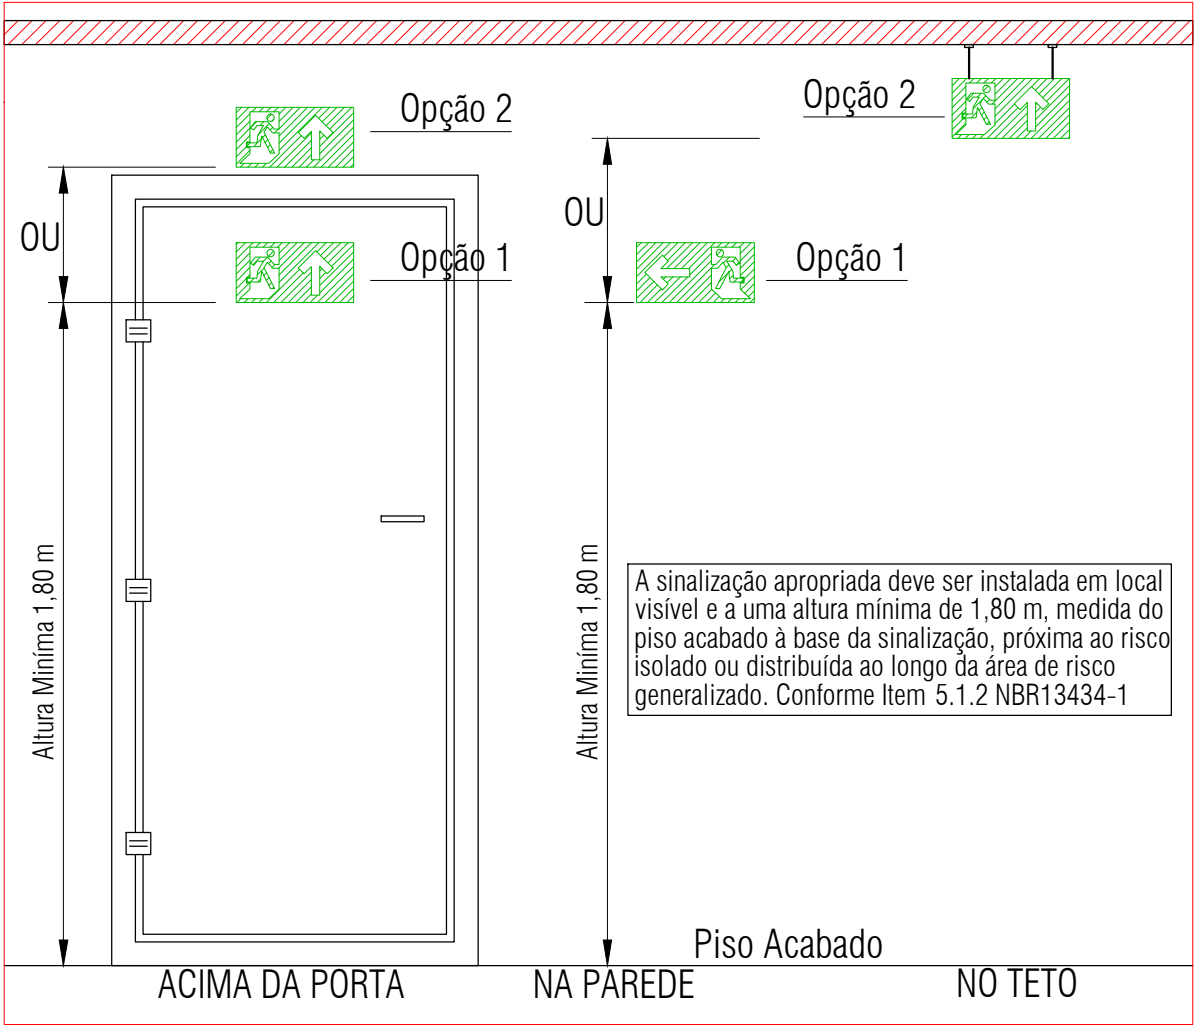 Opção 2
Opção 2
OU
OU
Opção 1
Opção 1
Altura Miníma 1,80 m
Altura Miníma 1,80 m
A sinalização apropriada deve ser instalada em local
visível e a uma altura mínima de 1,80 m, medida do
piso acabado à base da sinalização, próxima ao risco
isolado ou distribuída ao longo da área de risco
generalizado. Conforme Item 5.1.2 NBR13434-1
Piso Acabado
ACIMA DA PORTA
NA PAREDE
NO TETO